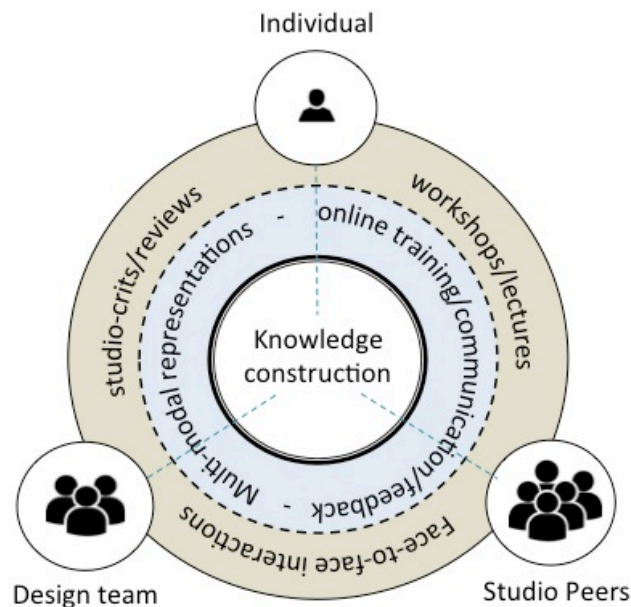 Individual
studio-crits/reviews
workshops/lectures
Multi-modal representations - online training/communication/feedback -
Knowledge
construction
Face-to-face interactions
Design team
Studio Peers